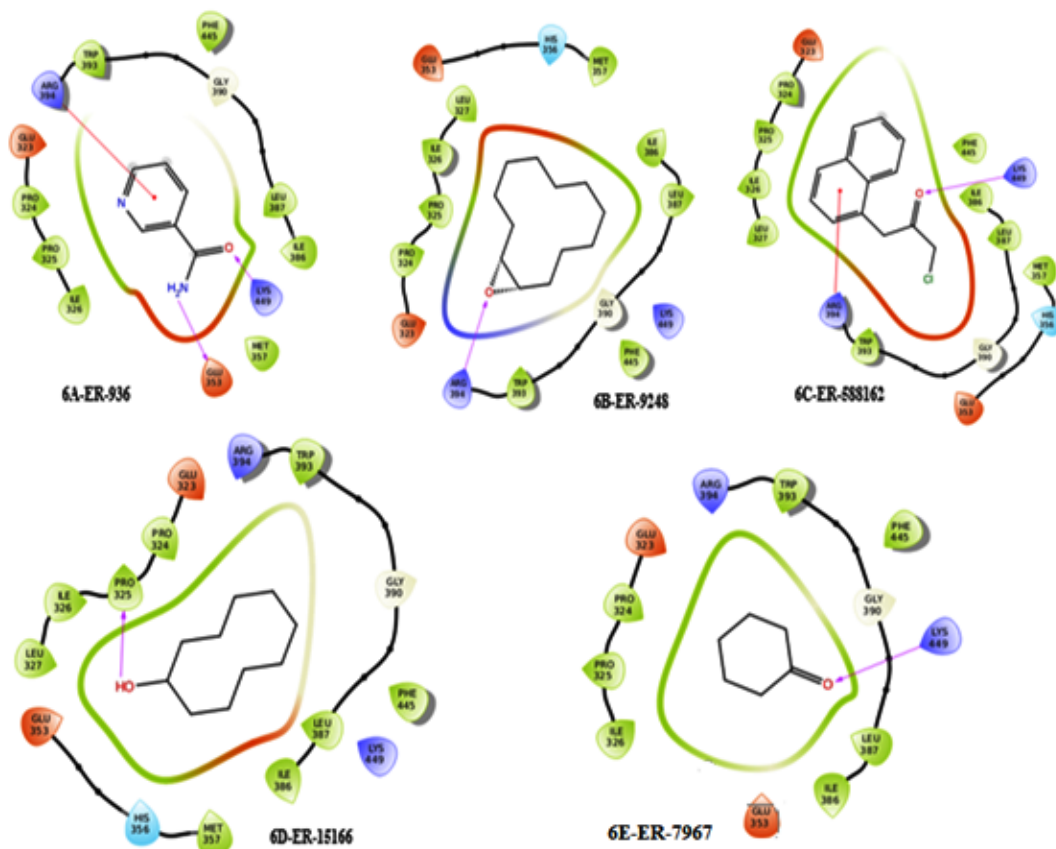 PHE
445
TRP
393
ARG
394
GLY
390
GLU
323
PRO
324
PRO
325
ILE
326
LEU
387
ILE
386
LYS
449
MET
357
GLU
353
N
O
H₂N
6A-ER-936
GLU
353
HIS
356
MET
357
LEU
327
ILE
326
PRO
325
PRO
324
GLU
323
ILE
386
LEU
387
GLY
390
LYS
449
PHE
445
ARG
394
TRP
393
O
6B-ER-9248
GLU
323
PRO
324
PRO
325
ILE
326
LEU
327
PHE
445
LYS
449
ILE
386
LEU
387
MET
357
HIS
356
ARG
394
TRP
393
GLY
390
GLU
353
O
Cl
6C-ER-588162
ARG
394
TRP
393
GLU
323
PRO
324
PRO
325
ILE
326
LEU
327
GLY
390
HO
GLU
353
PHE
445
LEU
387
LYS
449
ILE
386
HIS
356
MET
357
6D-ER-15166
ARG
394
TRP
393
PHE
445
GLU
323
PRO
324
GLY
390
LYS
449
PRO
325
ILE
326
O
LEU
387
ILE
386
GLU
353
6E-ER-7967